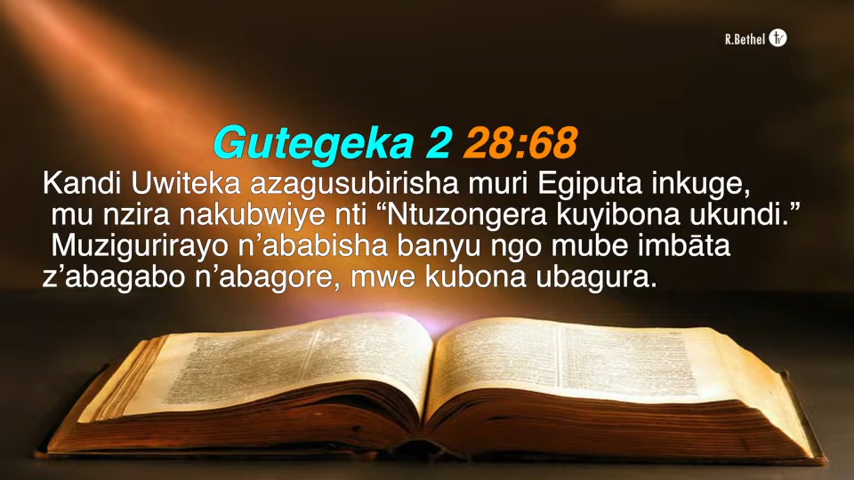 R.Bethel tv
Gutegeka 2 28:68
Kandi Uwiteka azagusubirisha muri Egiputa inkuge,
mu nzira nakubwiye nti “Ntuzongera kuyibona ukundi.”
Muzigurirayo n’ababisha banyu ngo mube imbāta
z’abagabo n’abagore, mwe kubona ubagura.